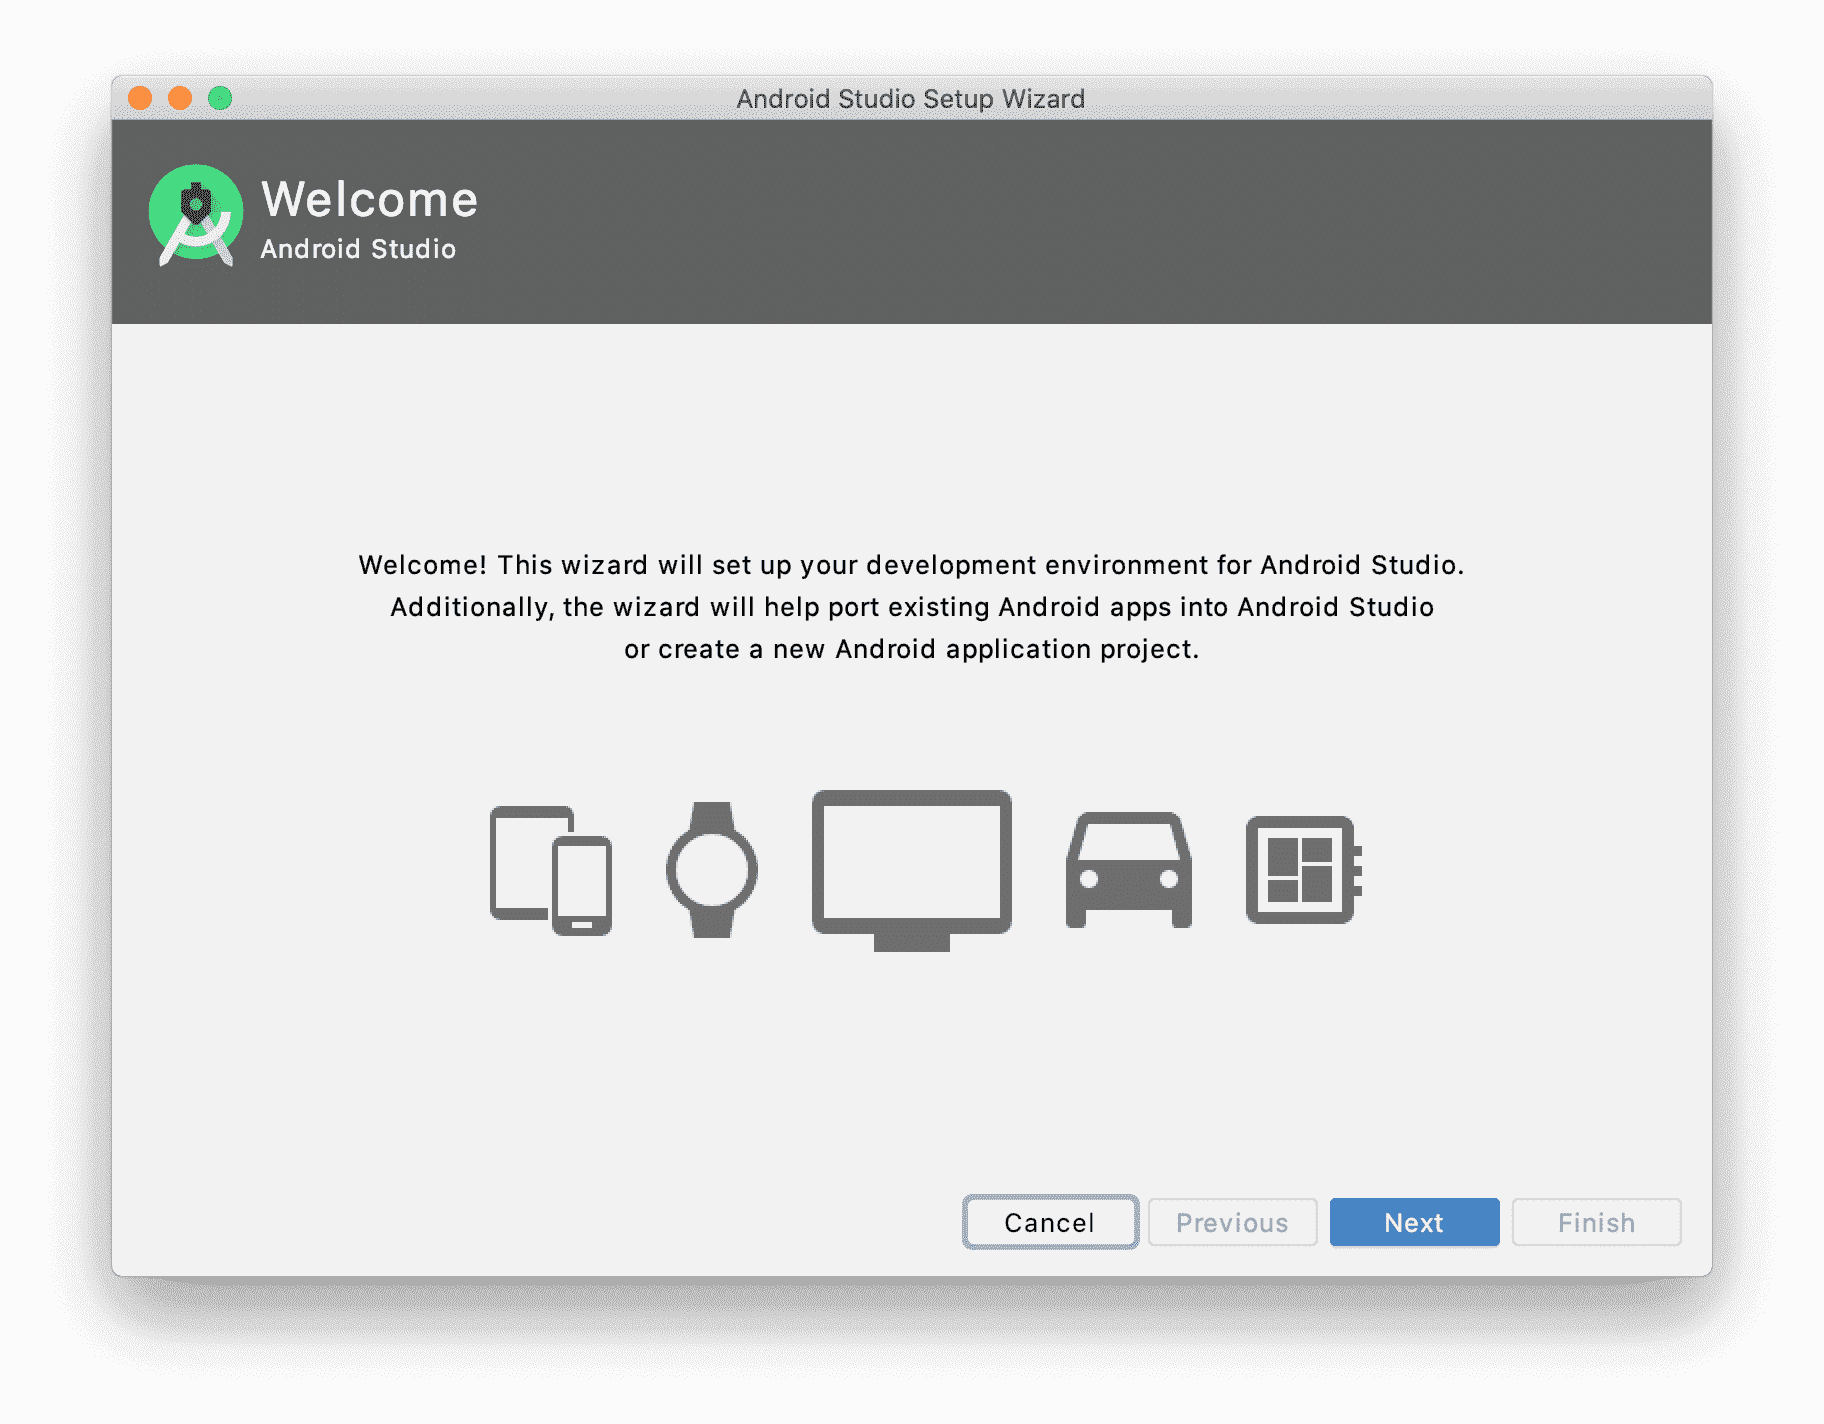 Android Studio Setup Wizard
Welcome
Android Studio
Welcome! This wizard will set up your development environment for Android Studio.
Additionally, the wizard will help port existing Android apps into Android Studio
or create a new Android application project.
Cancel Previous Next Finish